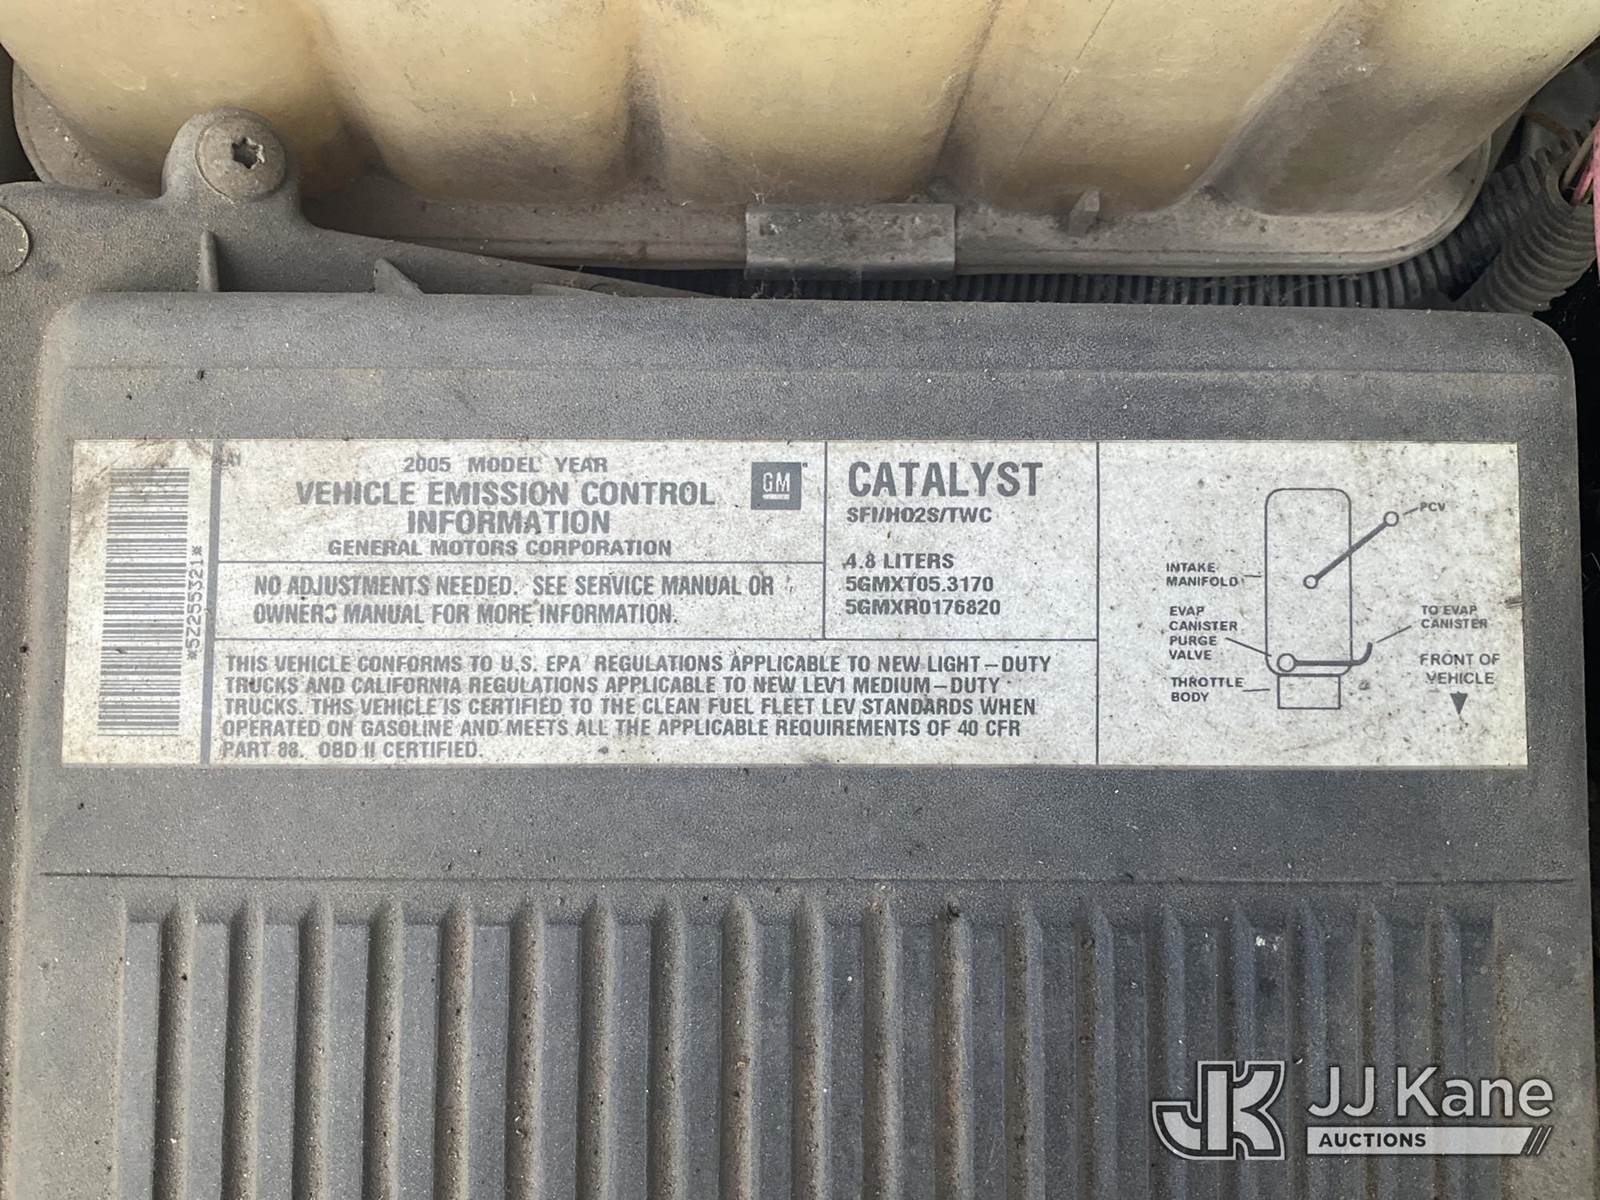 *5Z255321*
2005 MODEL YEAR
VEHICLE EMISSION CONTROL
INFORMATION
GENERAL MOTORS CORPORATION
GM
NO ADJUSTMENTS NEEDED. SEE SERVICE MANUAL OR
OWNERS MANUAL FOR MORE INFORMATION.
CATALYST
SFI/HO2S/TWC
4.8 LITERS
5GMXT05.3170
5GMXR0176820
THIS VEHICLE CONFORMS TO U.S. EPA REGULATIONS APPLICABLE TO NEW LIGHT-DUTY
TRUCKS AND CALIFORNIA REGULATIONS APPLICABLE TO NEW LEV1 MEDIUM-DUTY
TRUCKS. THIS VEHICLE IS CERTIFIED TO THE CLEAN FUEL FLEET LEV STANDARDS WHEN
OPERATED ON GASOLINE AND MEETS ALL THE APPLICABLE REQUIREMENTS OF 40 CFR
PART 88. OBD II CERTIFIED.
PCV
INTAKE
MANIFOLD
EVAP
CANISTER
PURGE
VALVE
THROTTLE
BODY
TO EVAP
CANISTER
FRONT OF
VEHICLE
JK
JJ Kane
AUCTIONS